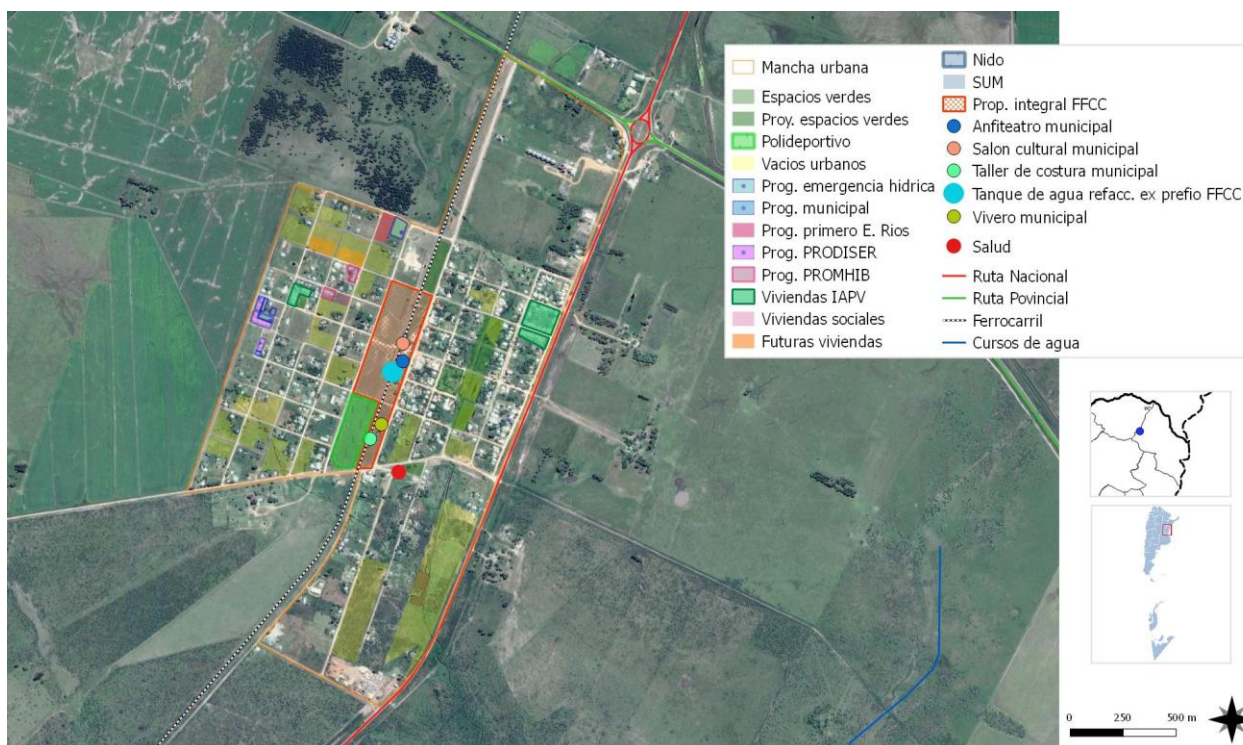 Mancha urbana
Espacios verdes
Proy. espacios verdes
Polideportivo
Vacios urbanos
Prog. emergencia hidrica
Prog. municipal
Prog. primero E. Rios
Prog. PRODISER
Prog. PROMHIB
Viviendas IAPV
Viviendas sociales
Futuras viviendas
Nido
SUM
Prop. integral FFCC
Anfiteatro municipal
Salon cultural municipal
Taller de costura municipal
Tanque de agua refacc. ex prefio FFCC
Vivero municipal
Salud
Ruta Nacional
Ruta Povincial
Ferrocarril
Cursos de agua
0 250 500 m